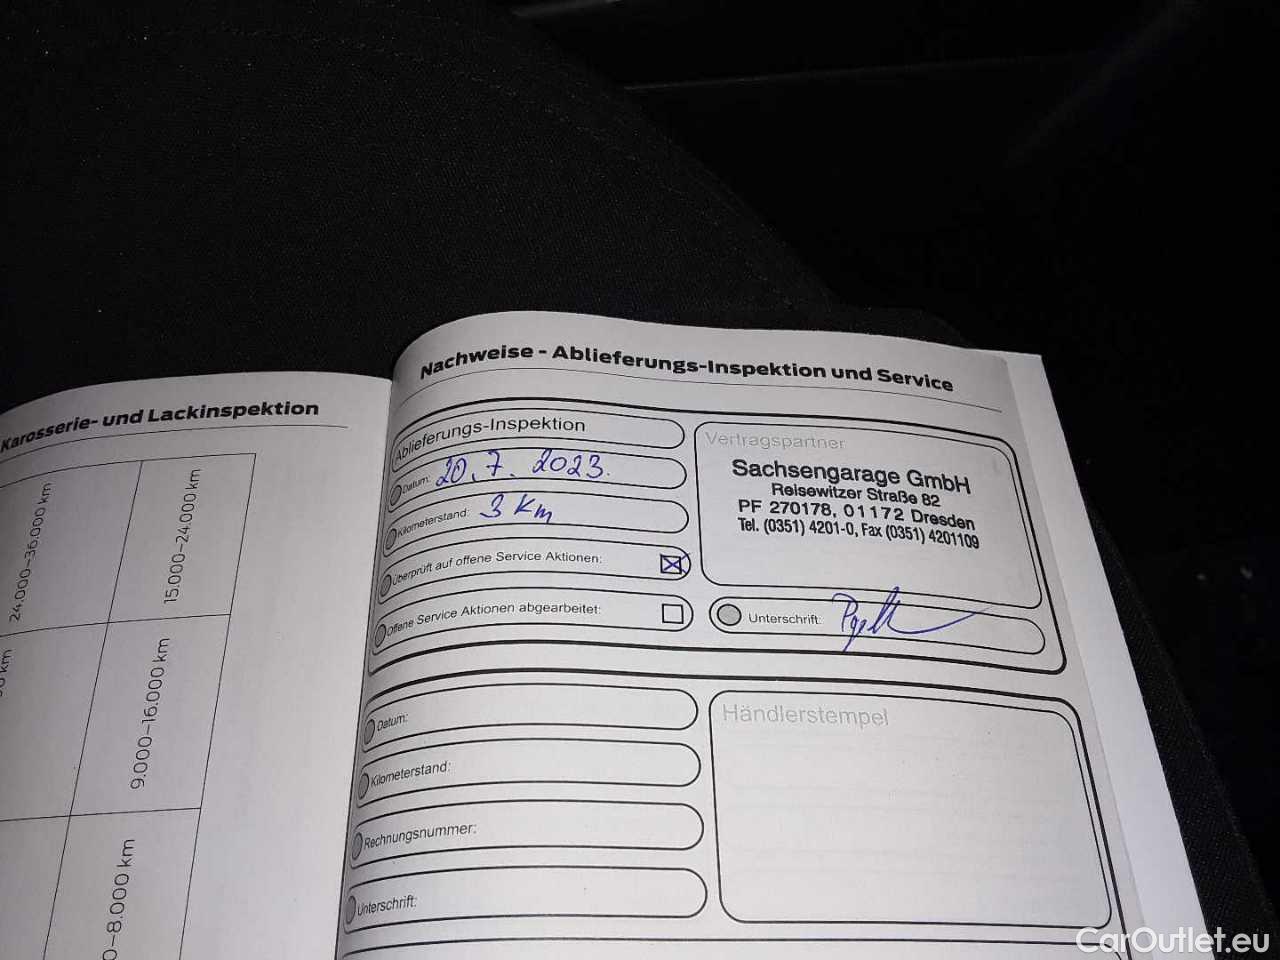 Karosserie- und Lackinspektion
24.000–36.000 km
15.000–24.000 km
km
9.000–16.000 km
0–8.000 km
Nachweise - Ablieferungs-Inspektion und Service
Ablieferungs-Inspektion
Datum: 20.7.2023.
Kilometerstand: 3 Km
Überprüft auf offene Service Aktionen:
Offene Service Aktionen abgearbeitet:
Vertragspartner
Sachsengarage GmbH
Reisewitzer Straße 82
PF 270178, 01172 Dresden
Tel. (0351) 4201-0, Fax (0351) 4201109
Unterschrift:
Datum:
Kilometerstand:
Rechnungsnummer:
Unterschrift:
Händlerstempel
CarOutlet.eu